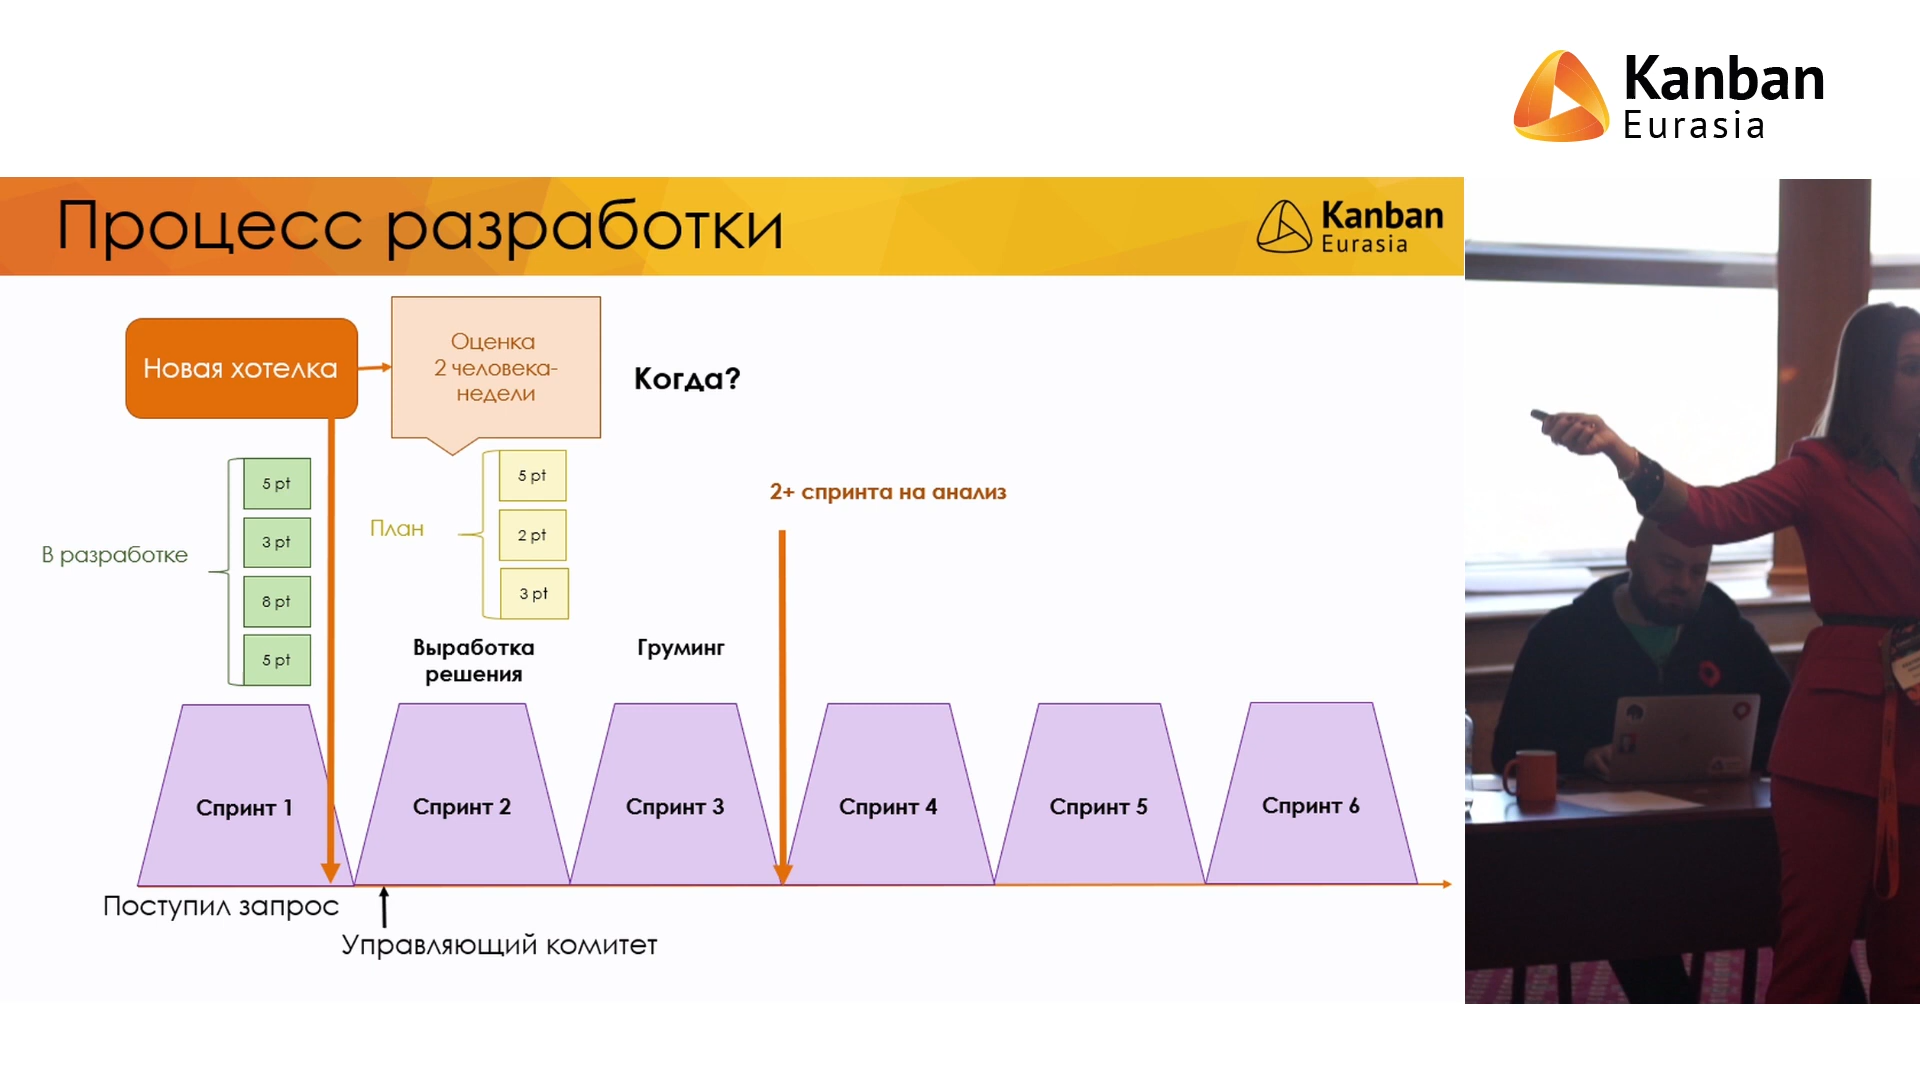 Kanban
Eurasia
Процесс разработки
Kanban
Eurasia
Новая хотелка
Оценка
2 человека-
недели
Когда?
5 pt
3 pt
8 pt
5 pt
В разработке
План
5 pt
2 pt
3 pt
2+ спринта на анализ
Выработка
решения
Груминг
Спринт 1
Спринт 2
Спринт 3
Спринт 4
Спринт 5
Спринт 6
Поступил запрос
Управляющий комитет